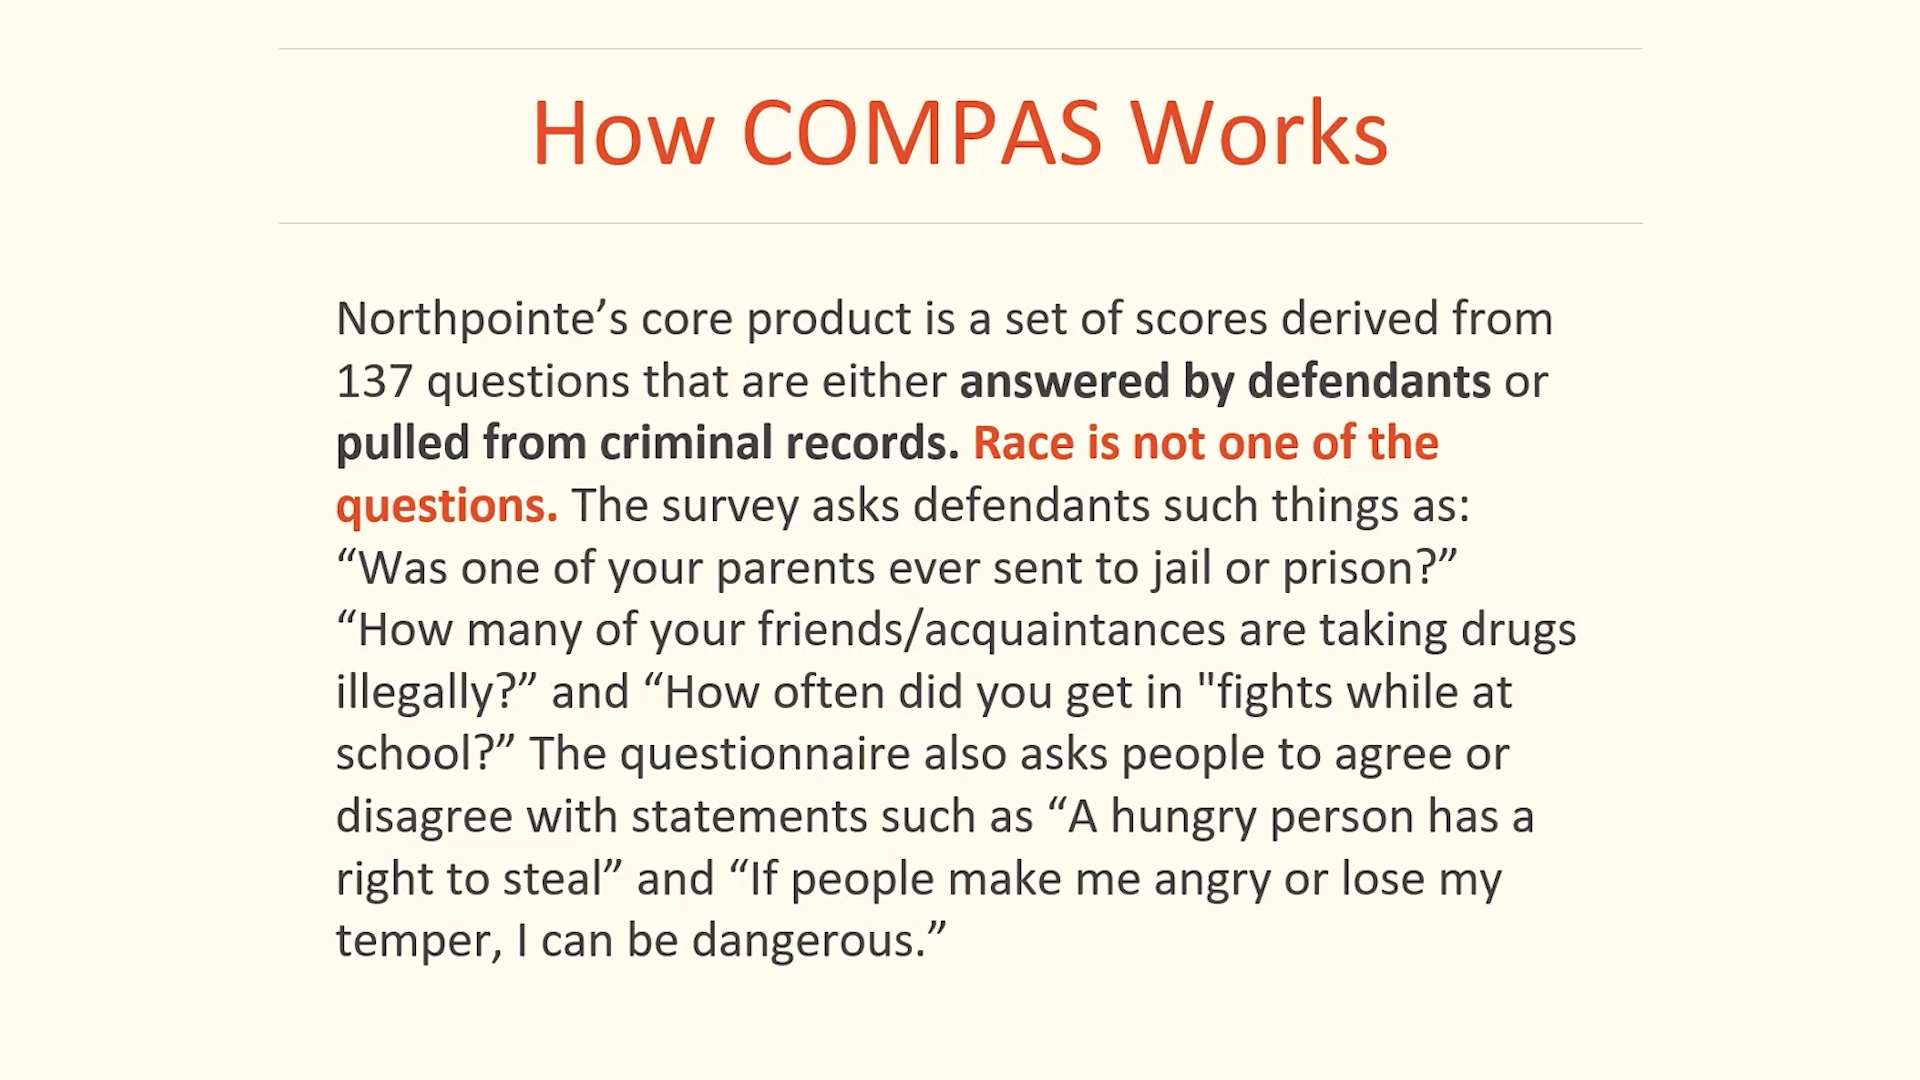 How COMPAS Works
Northpointe’s core product is a set of scores derived from
137 questions that are either answered by defendants or
pulled from criminal records. Race is not one of the
questions. The survey asks defendants such things as:
“Was one of your parents ever sent to jail or prison?”
“How many of your friends/acquaintances are taking drugs
illegally?” and “How often did you get in "fights while at
school?” The questionnaire also asks people to agree or
disagree with statements such as “A hungry person has a
right to steal” and “If people make me angry or lose my
temper, I can be dangerous.”